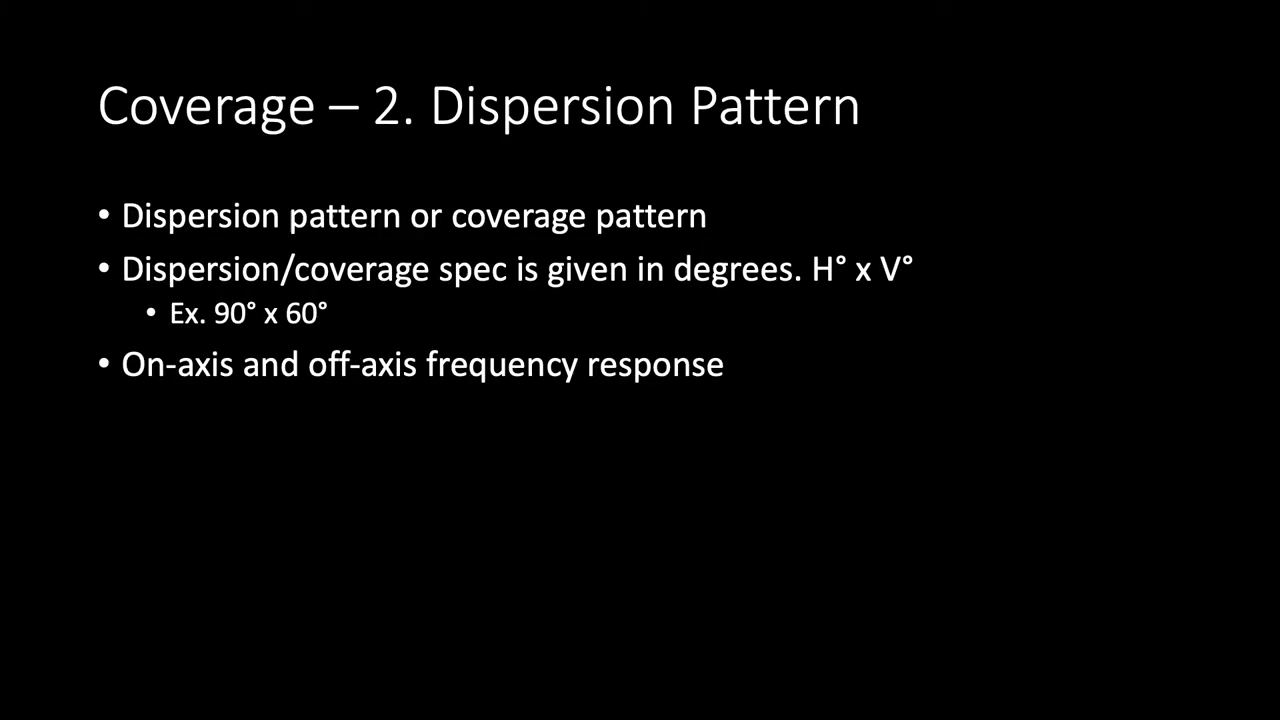 Coverage – 2. Dispersion Pattern
• Dispersion pattern or coverage pattern
• Dispersion/coverage spec is given in degrees. H° x V°
• Ex. 90° x 60°
• On-axis and off-axis frequency response